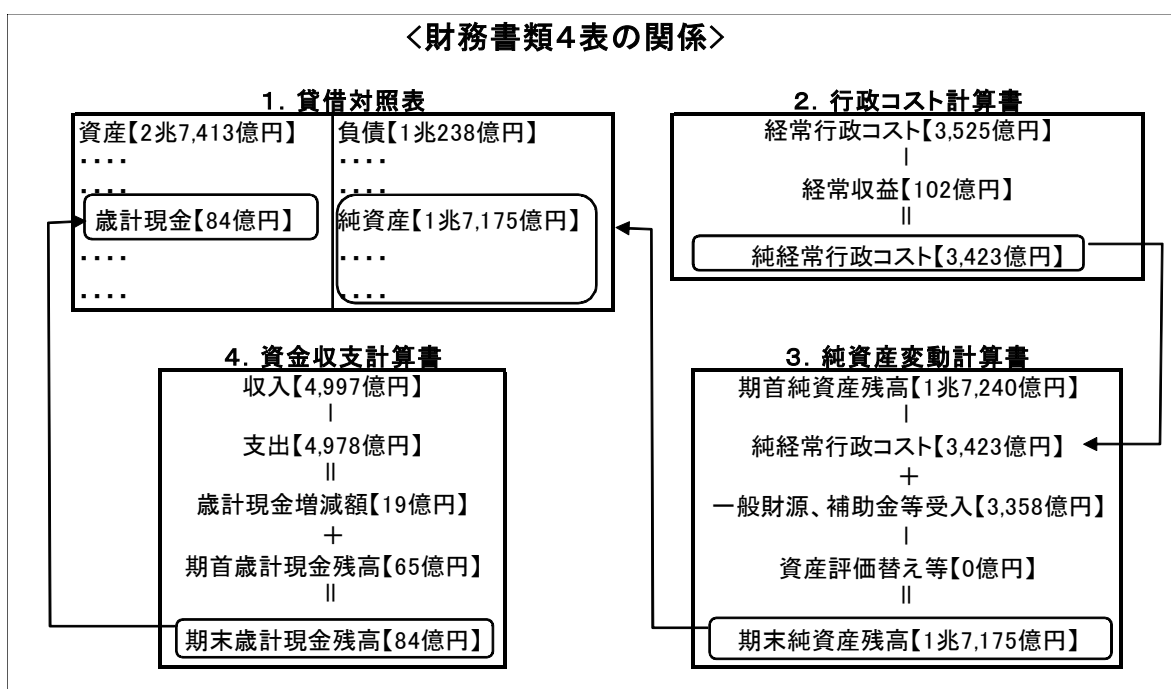 <財務書類4表の関係>
1．貸借対照表
資産【2兆7,413億円】 負債【1兆238億円】
････ ････
････ ････
歳計現金【84億円】 純資産【1兆7,175億円】
････ ････
････ ････
2．行政コスト計算書
経常行政コスト【3,525億円】
－
経常収益【102億円】
＝
純経常行政コスト【3,423億円】
4．資金収支計算書
収入【4,997億円】
－
支出【4,978億円】
＝
歳計現金増減額【19億円】
＋
期首歳計現金残高【65億円】
＝
期末歳計現金残高【84億円】
3．純資産変動計算書
期首純資産残高【1兆7,240億円】
－
純経常行政コスト【3,423億円】
＋
一般財源、補助金等受入【3,358億円】
－
資産評価替え等【0億円】
＝
期末純資産残高【1兆7,175億円】